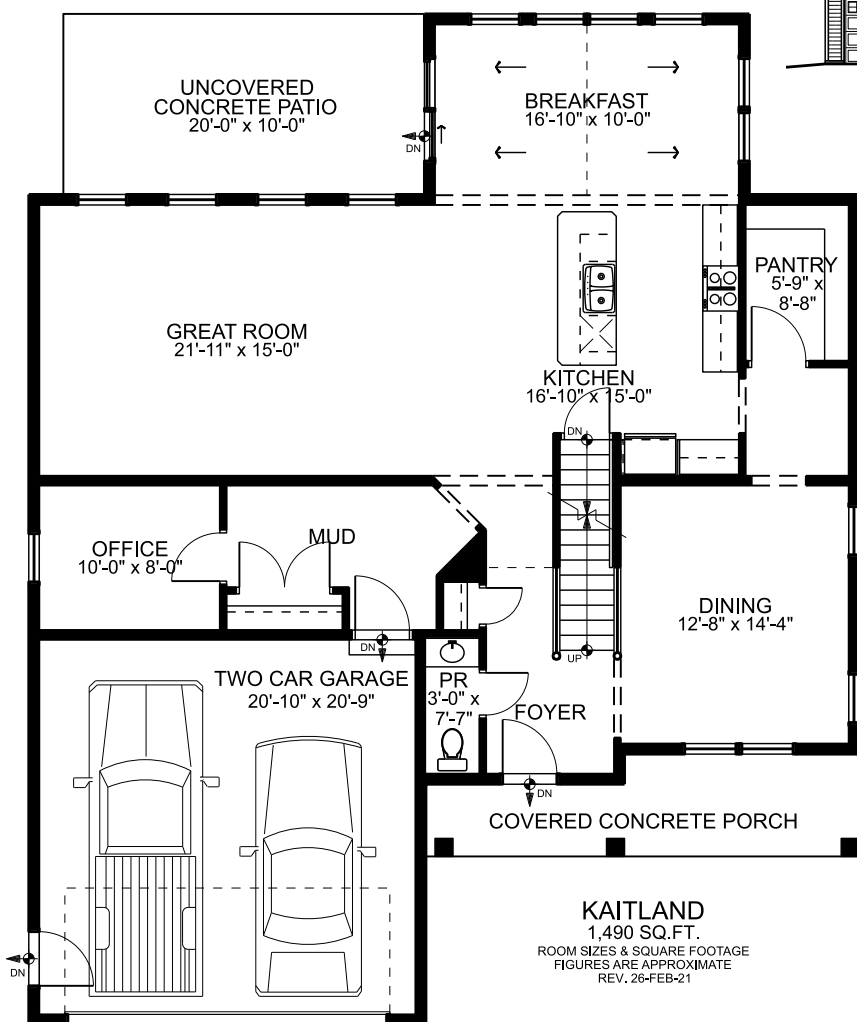 UNCOVERED
CONCRETE PATIO
20'-0" x 10'-0"
BREAKFAST
16'-10" x 10'-0"
DN
PANTRY
5'-9" x
8'-8"
GREAT ROOM
21'-11" x 15'-0"
KITCHEN
16'-10" x 15'-0"
DN
OFFICE
10'-0" x 8'-0"
MUD
DINING
12'-8" x 14'-4"
DN
UP
TWO CAR GARAGE
20'-10" x 20'-9"
PR
3'-0" x
7'-7"
FOYER
DN
COVERED CONCRETE PORCH
KAITLAND
1,490 SQ.FT.
ROOM SIZES & SQUARE FOOTAGE
FIGURES ARE APPROXIMATE
REV. 26-FEB-21
DN